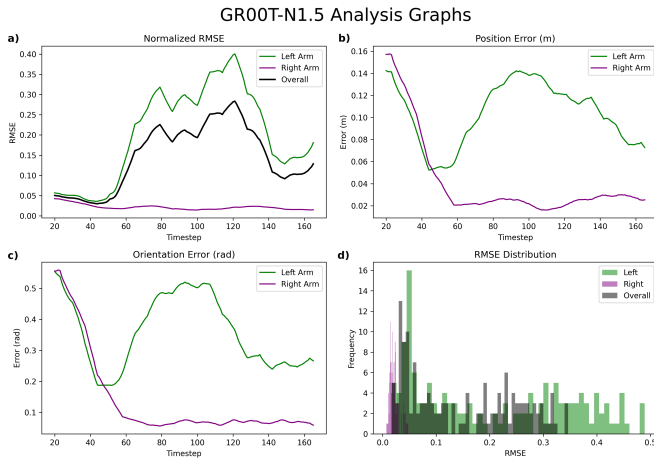 GR00T-N1.5 Analysis Graphs
a)
Normalized RMSE
0.40
0.35
0.30
0.25
0.20
0.15
0.10
0.05
0.00
RMSE
Left Arm
Right Arm
Overall
20 40 60 80 100 120 140 160
Timestep
b)
Position Error (m)
0.16
0.14
0.12
0.10
0.08
0.06
0.04
0.02
Error (m)
Left Arm
Right Arm
20 40 60 80 100 120 140 160
Timestep
c)
Orientation Error (rad)
0.5
0.4
0.3
0.2
0.1
Error (rad)
Left Arm
Right Arm
20 40 60 80 100 120 140 160
Timestep
d)
RMSE Distribution
16
14
12
10
8
6
4
2
0
Frequency
Left
Right
Overall
0.0 0.1 0.2 0.3 0.4 0.5
RMSE